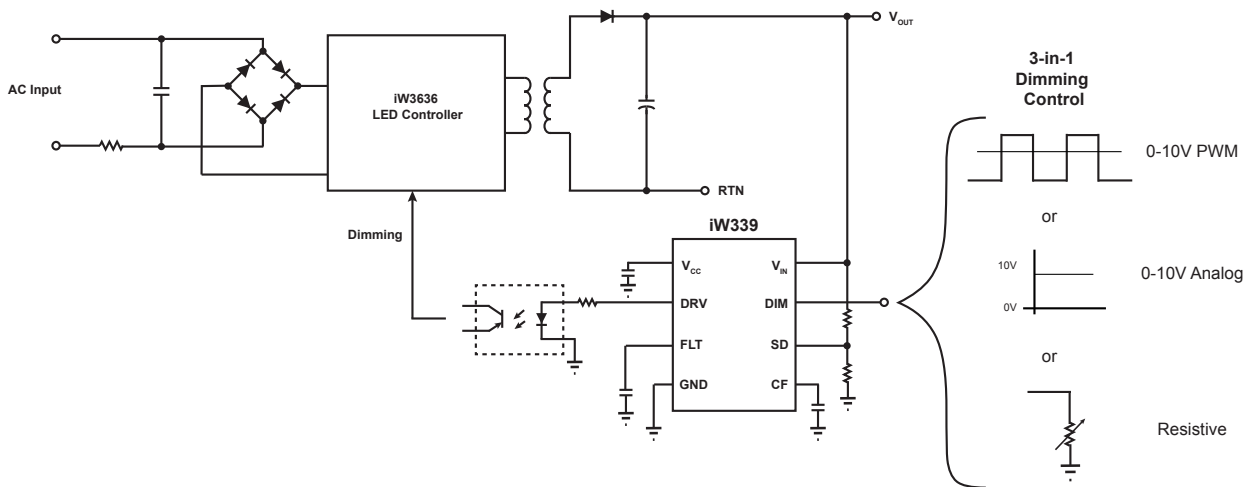 V_OUT
AC Input
iW3636
LED Controller
3-in-1
Dimming
Control
0-10V PWM
RTN
or
Dimming
iW339
V_CC
V_IN
10V
0-10V Analog
DRV
DIM
0V
FLT
SD
or
GND
CF
Resistive